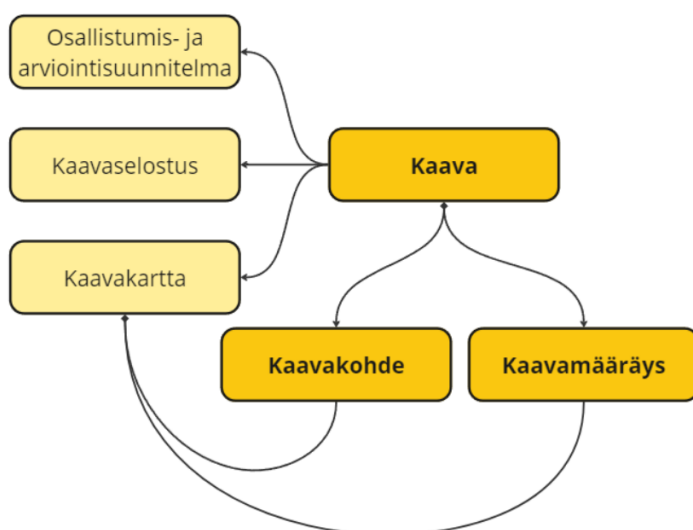 Osallistumis- ja
arviointisuunnitelma
Kaavaselostus
Kaava
Kaavakartta
Kaavakohde
Kaavamääräys